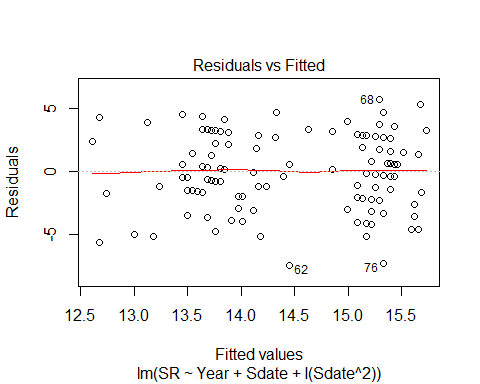 Residuals vs Fitted
Residuals
5
0
-5
68
62
76
12.5 13.0 13.5 14.0 14.5 15.0 15.5
Fitted values
lm(SR ~ Year + Sdate + I(Sdate^2))